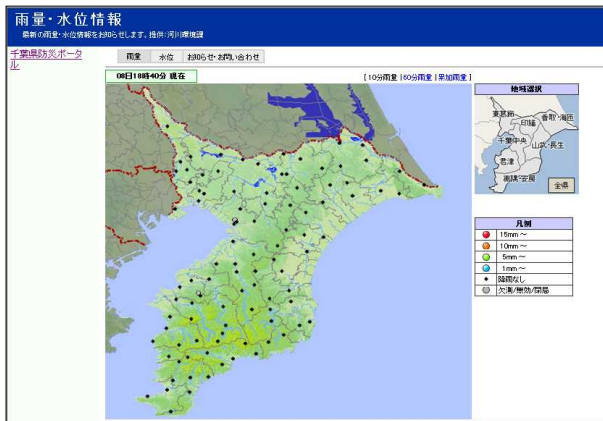 雨量・水位情報
最新の雨量・水位情報をお知らせします。提供:河川環境課
千葉県防災ポータ
ル
雨量 水位 お知らせ・お問い合わせ
08日18時40分 現在
[ 10分雨量 | 60分雨量 | 累加雨量 ]
地域選択
東葛飾
印旛
香取・海匝
千葉中央
山武・長生
君津
夷隅・安房
全県
凡例
15mm ～
10mm ～
5mm ～
1mm ～
降雨なし
欠測/無効/閉局